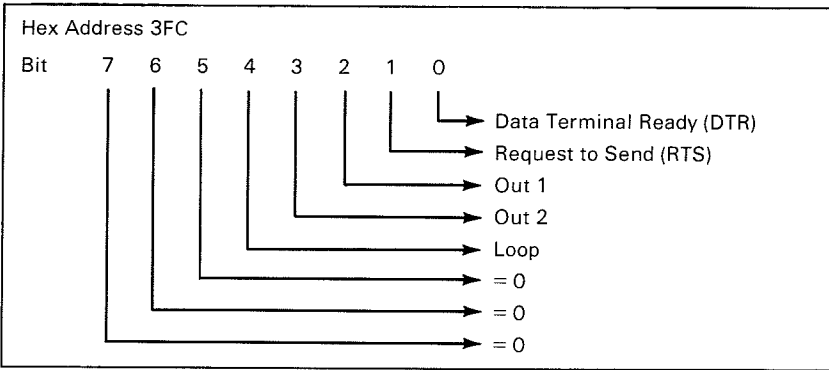 Hex Address 3FC
Bit 7 6 5 4 3 2 1 0
Data Terminal Ready (DTR)
Request to Send (RTS)
Out 1
Out 2
Loop
= 0
= 0
= 0